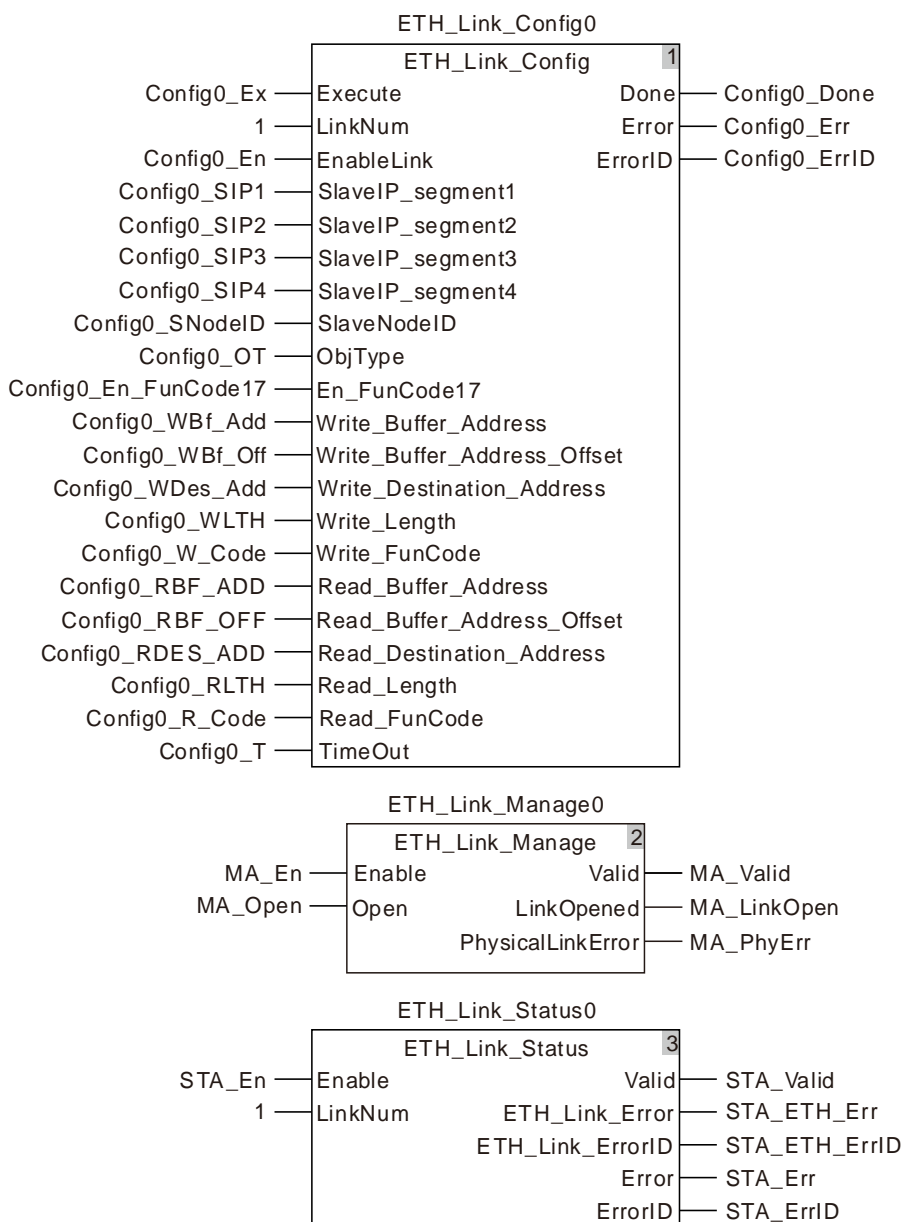 ETH_Link_Config0
ETH_Link_Config 1
Config0_Ex Execute Done Config0_Done
1 LinkNum Error Config0_Err
Config0_En EnableLink ErrorID Config0_ErrID
Config0_SIP1 SlaveIP_segment1
Config0_SIP2 SlaveIP_segment2
Config0_SIP3 SlaveIP_segment3
Config0_SIP4 SlaveIP_segment4
Config0_SNodeID SlaveNodeID
Config0_OT ObjType
Config0_En_FunCode17 En_FunCode17
Config0_WBf_Add Write_Buffer_Address
Config0_WBf_Off Write_Buffer_Address_Offset
Config0_WDes_Add Write_Destination_Address
Config0_WLTH Write_Length
Config0_W_Code Write_FunCode
Config0_RBF_ADD Read_Buffer_Address
Config0_RBF_OFF Read_Buffer_Address_Offset
Config0_RDES_ADD Read_Destination_Address
Config0_RLTH Read_Length
Config0_R_Code Read_FunCode
Config0_T TimeOut
ETH_Link_Manage0
ETH_Link_Manage 2
MA_En Enable Valid MA_Valid
MA_Open Open LinkOpened MA_LinkOpen
PhysicalLinkError MA_PhyErr
ETH_Link_Status0
ETH_Link_Status 3
STA_En Enable Valid STA_Valid
1 LinkNum ETH_Link_Error STA_ETH_Err
ETH_Link_ErrorID STA_ETH_ErrID
Error STA_Err
ErrorID STA_ErrID